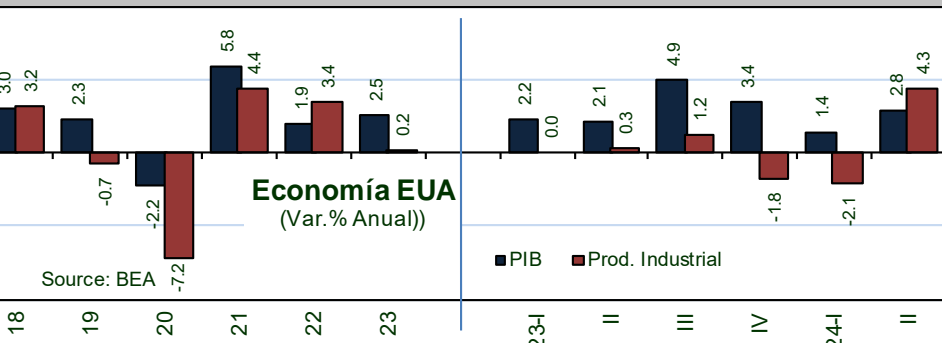 3.0 3.2 2.3 -0.7 -2.2 -7.2 5.8 4.4 1.9 3.4 2.5 0.2
2.2 0.0 2.1 0.3 4.9 1.2 3.4 -1.8 1.4 -2.1 2.8 4.3
Economía EUA
(Var.% Anual))
PIB Prod. Industrial
Source: BEA
18 19 20 21 22 23 23-I II III IV 24-I II